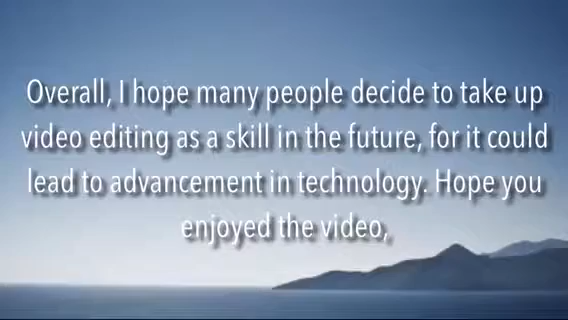 Overall, I hope many people decide to take up
video editing as a skill in the future, for it could
lead to advancement in technology. Hope you
enjoyed the video,